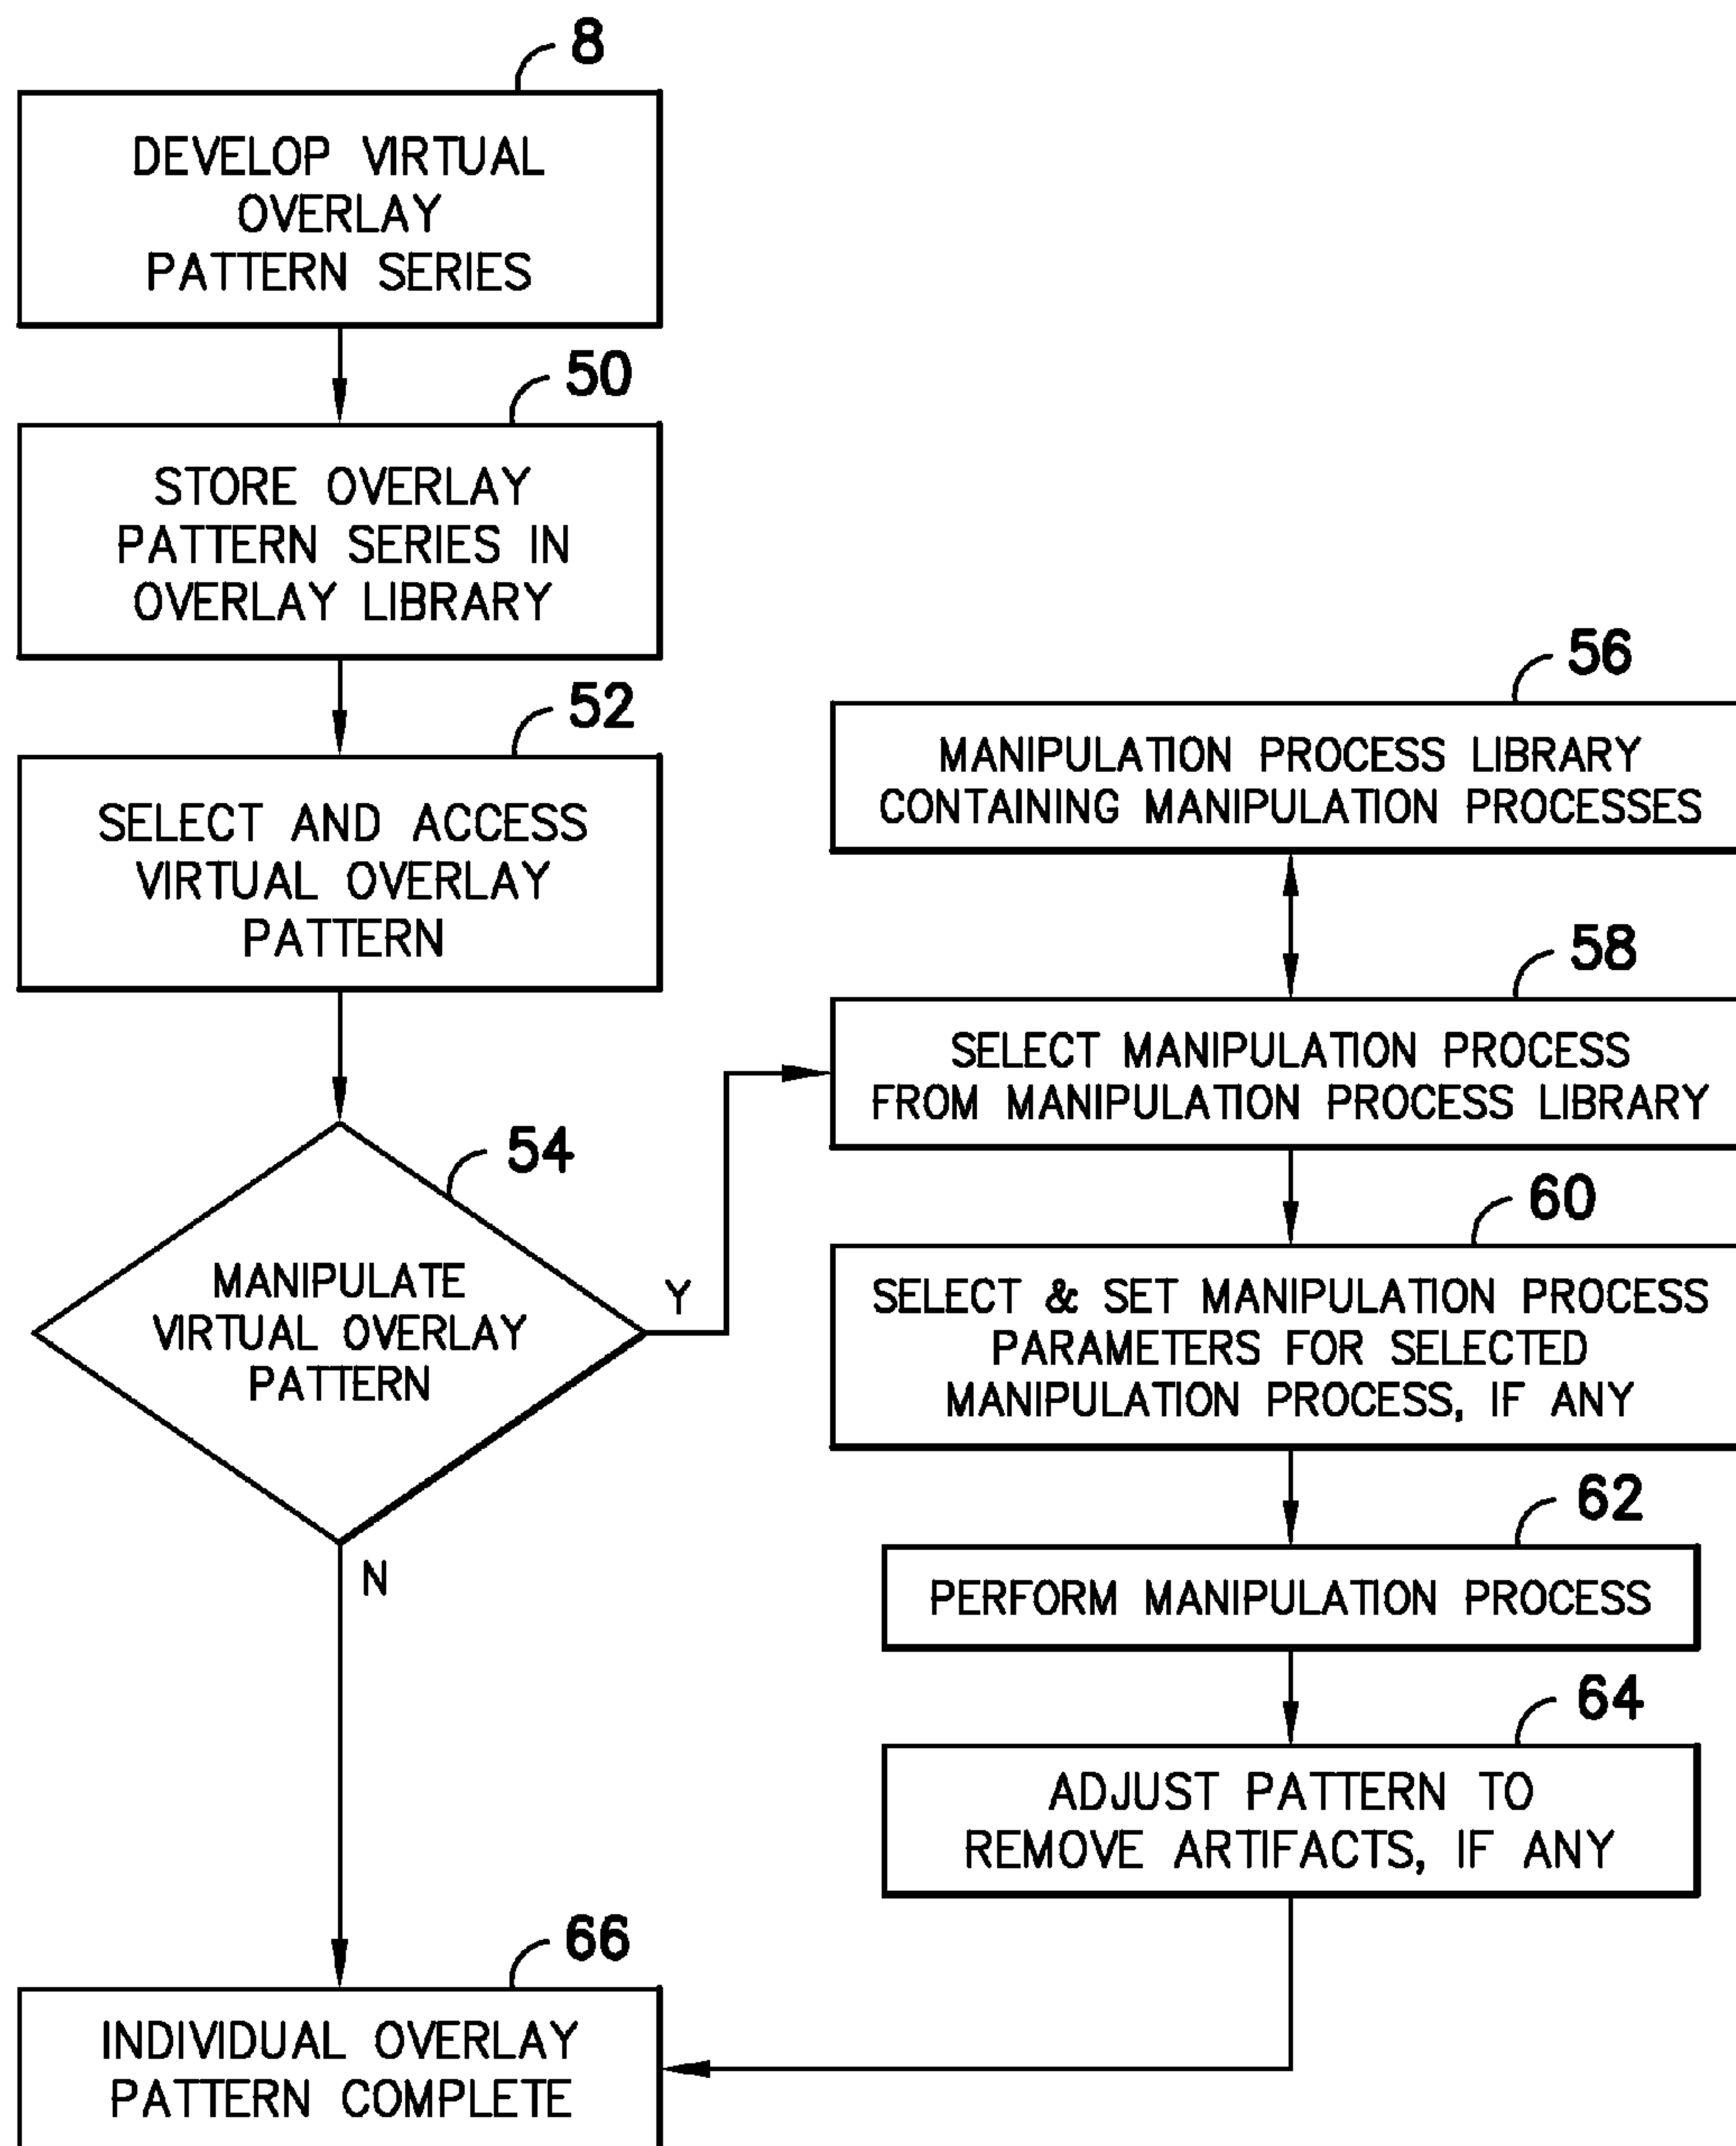 8
DEVELOP VIRTUAL
OVERLAY
PATTERN SERIES
50
STORE OVERLAY
PATTERN SERIES IN
OVERLAY LIBRARY
52
SELECT AND ACCESS
VIRTUAL OVERLAY
PATTERN
54
MANIPULATE
VIRTUAL OVERLAY
PATTERN
Y
N
56
MANIPULATION PROCESS LIBRARY
CONTAINING MANIPULATION PROCESSES
58
SELECT MANIPULATION PROCESS
FROM MANIPULATION PROCESS LIBRARY
60
SELECT & SET MANIPULATION PROCESS
PARAMETERS FOR SELECTED
MANIPULATION PROCESS, IF ANY
62
PERFORM MANIPULATION PROCESS
64
ADJUST PATTERN TO
REMOVE ARTIFACTS, IF ANY
66
INDIVIDUAL OVERLAY
PATTERN COMPLETE